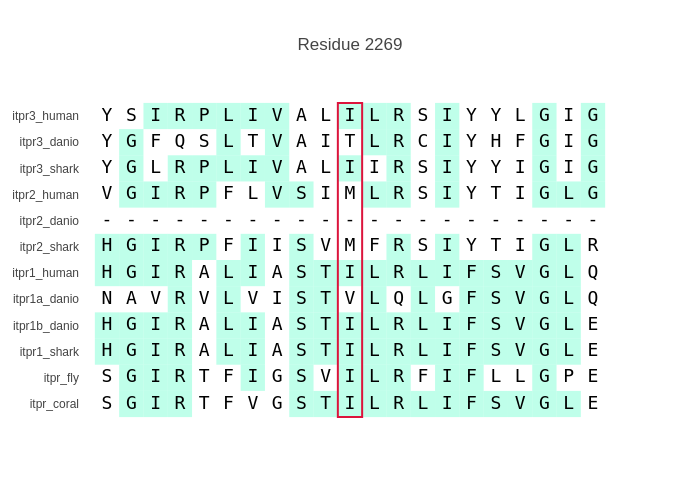 Residue 2269
itpr3_human Y S I R P L I V A L I L R S I Y Y L G I G
itpr3_danio Y G F Q S L T V A I T L R C I Y H F G I G
itpr3_shark Y G L R P L I V A L I I R S I Y Y I G I G
itpr2_human V G I R P F L V S I M L R S I Y T I G L G
itpr2_danio - - - - - - - - - - - - - - - - - - - - -
itpr2_shark H G I R P F I I S V M F R S I Y T I G L R
itpr1_human H G I R A L I A S T I L R L I F S V G L Q
itpr1a_danio N A V R V L V I S T V L Q L G F S V G L Q
itpr1b_danio H G I R A L I A S T I L R L I F S V G L E
itpr1_shark H G I R A L I A S T I L R L I F S V G L E
itpr_fly S G I R T F I G S V I L R F I F L L G P E
itpr_coral S G I R T F V G S T I L R L I F S V G L E